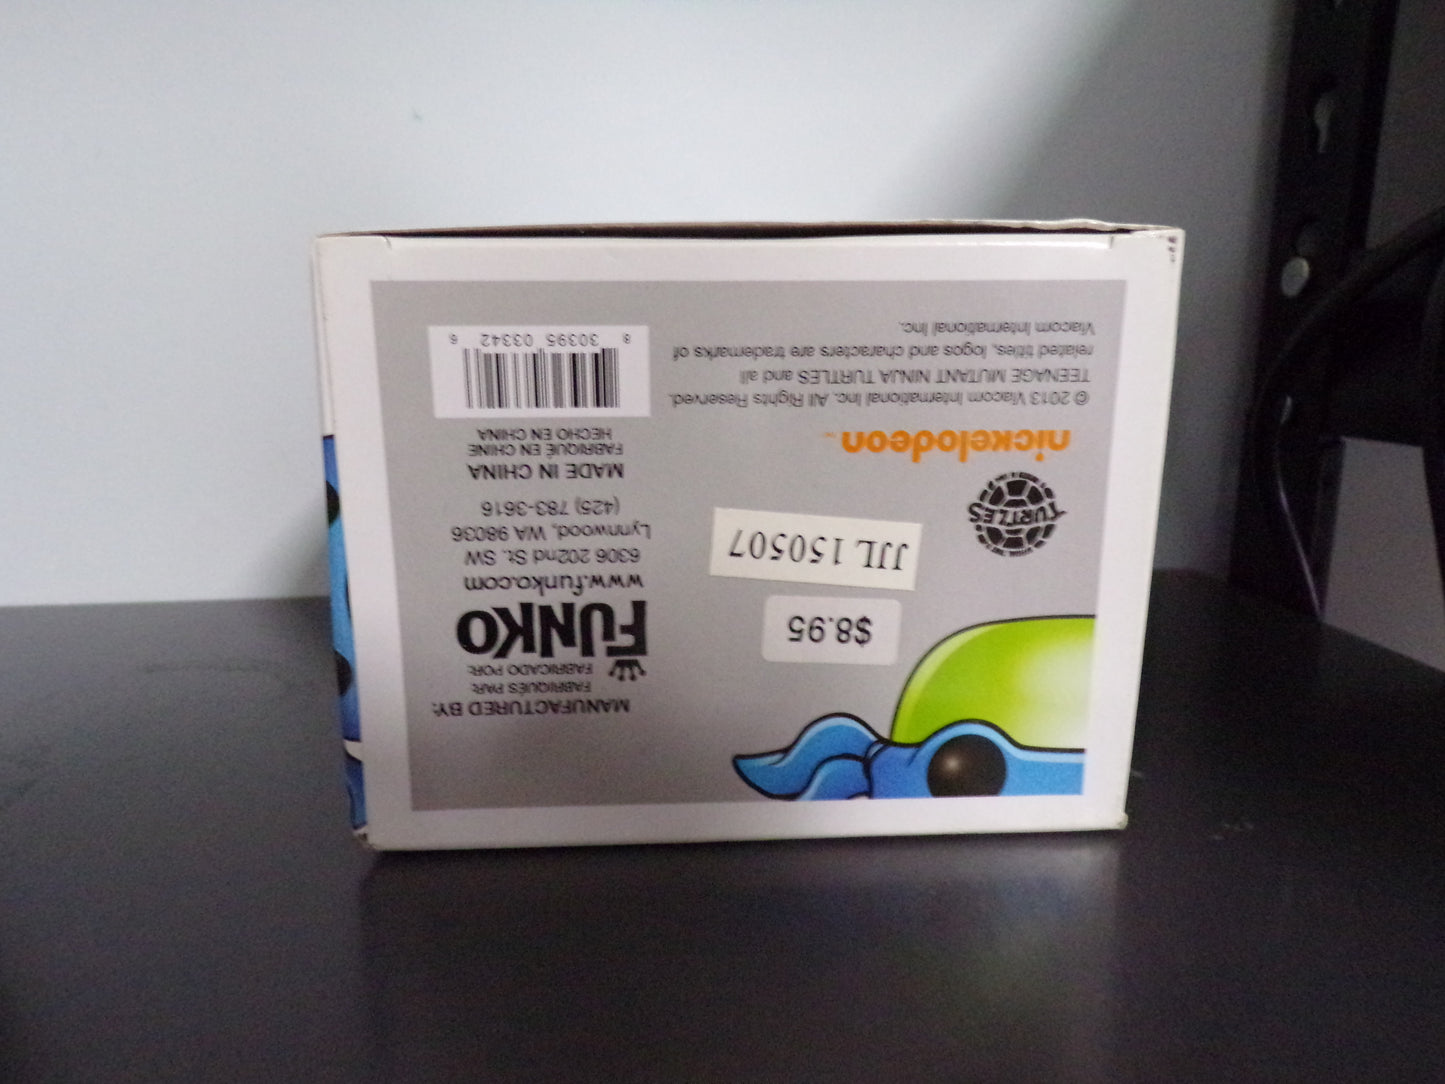 MANUFACTURED BY:
FABRIQUÉS PAR:
FABRICADO POR:
FUNKO
www.funko.com
6306 202nd St. SW
Lynnwood, WA 98036
(425) 783-3616
MADE IN CHINA
FABRIQUÉ EN CHINE
HECHO EN CHINA
8 30395 03342 6
$8.95
JJL 150507
TURTLES
nickelodeon™
© 2013 Viacom International Inc. All Rights Reserved.
TEENAGE MUTANT NINJA TURTLES and all
related titles, logos and characters are trademarks of
Viacom International Inc.